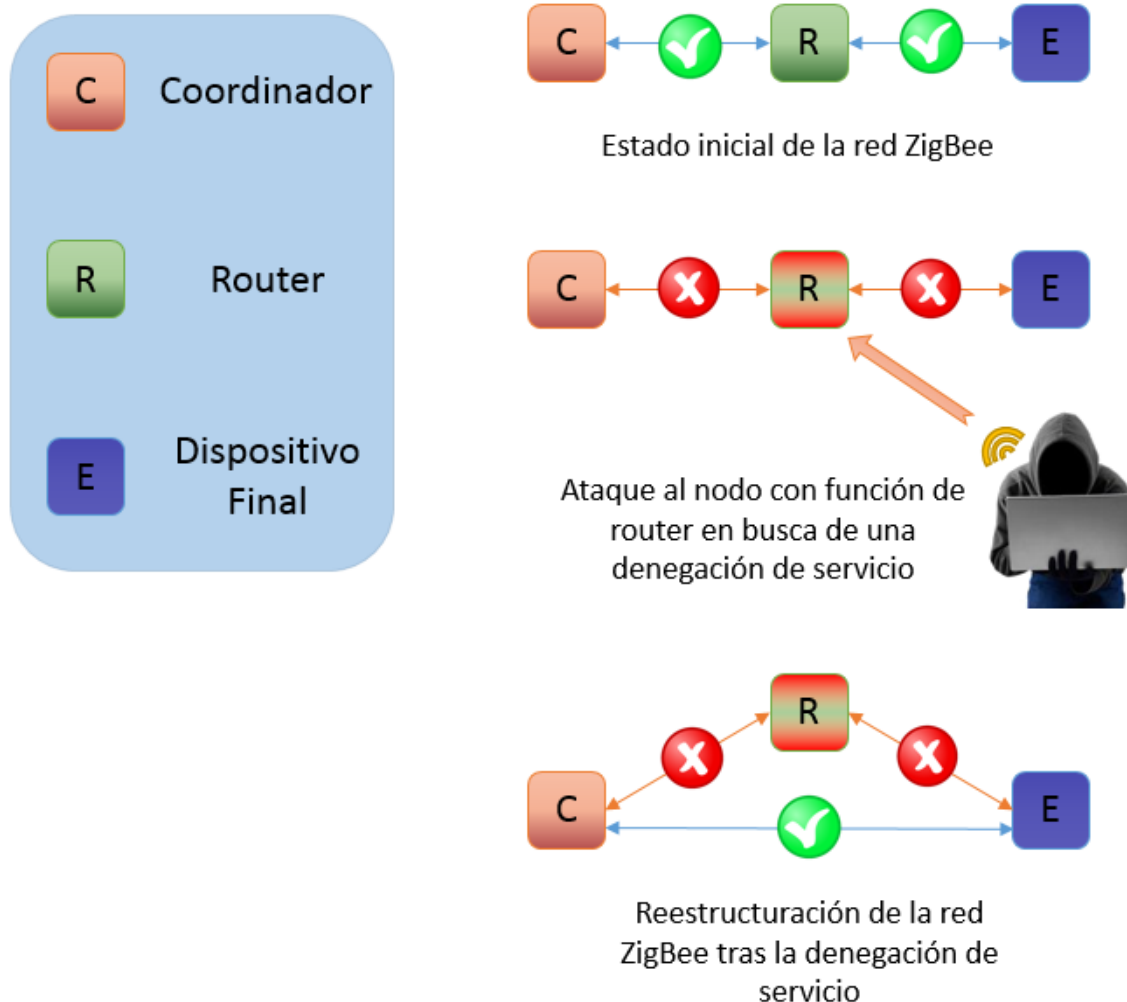 C Coordinador
R Router
E Dispositivo
Final
C R E
Estado inicial de la red ZigBee
C R E
Ataque al nodo con función de
router en busca de una
denegación de servicio
R
C E
Reestructuración de la red
ZigBee tras la denegación de
servicio